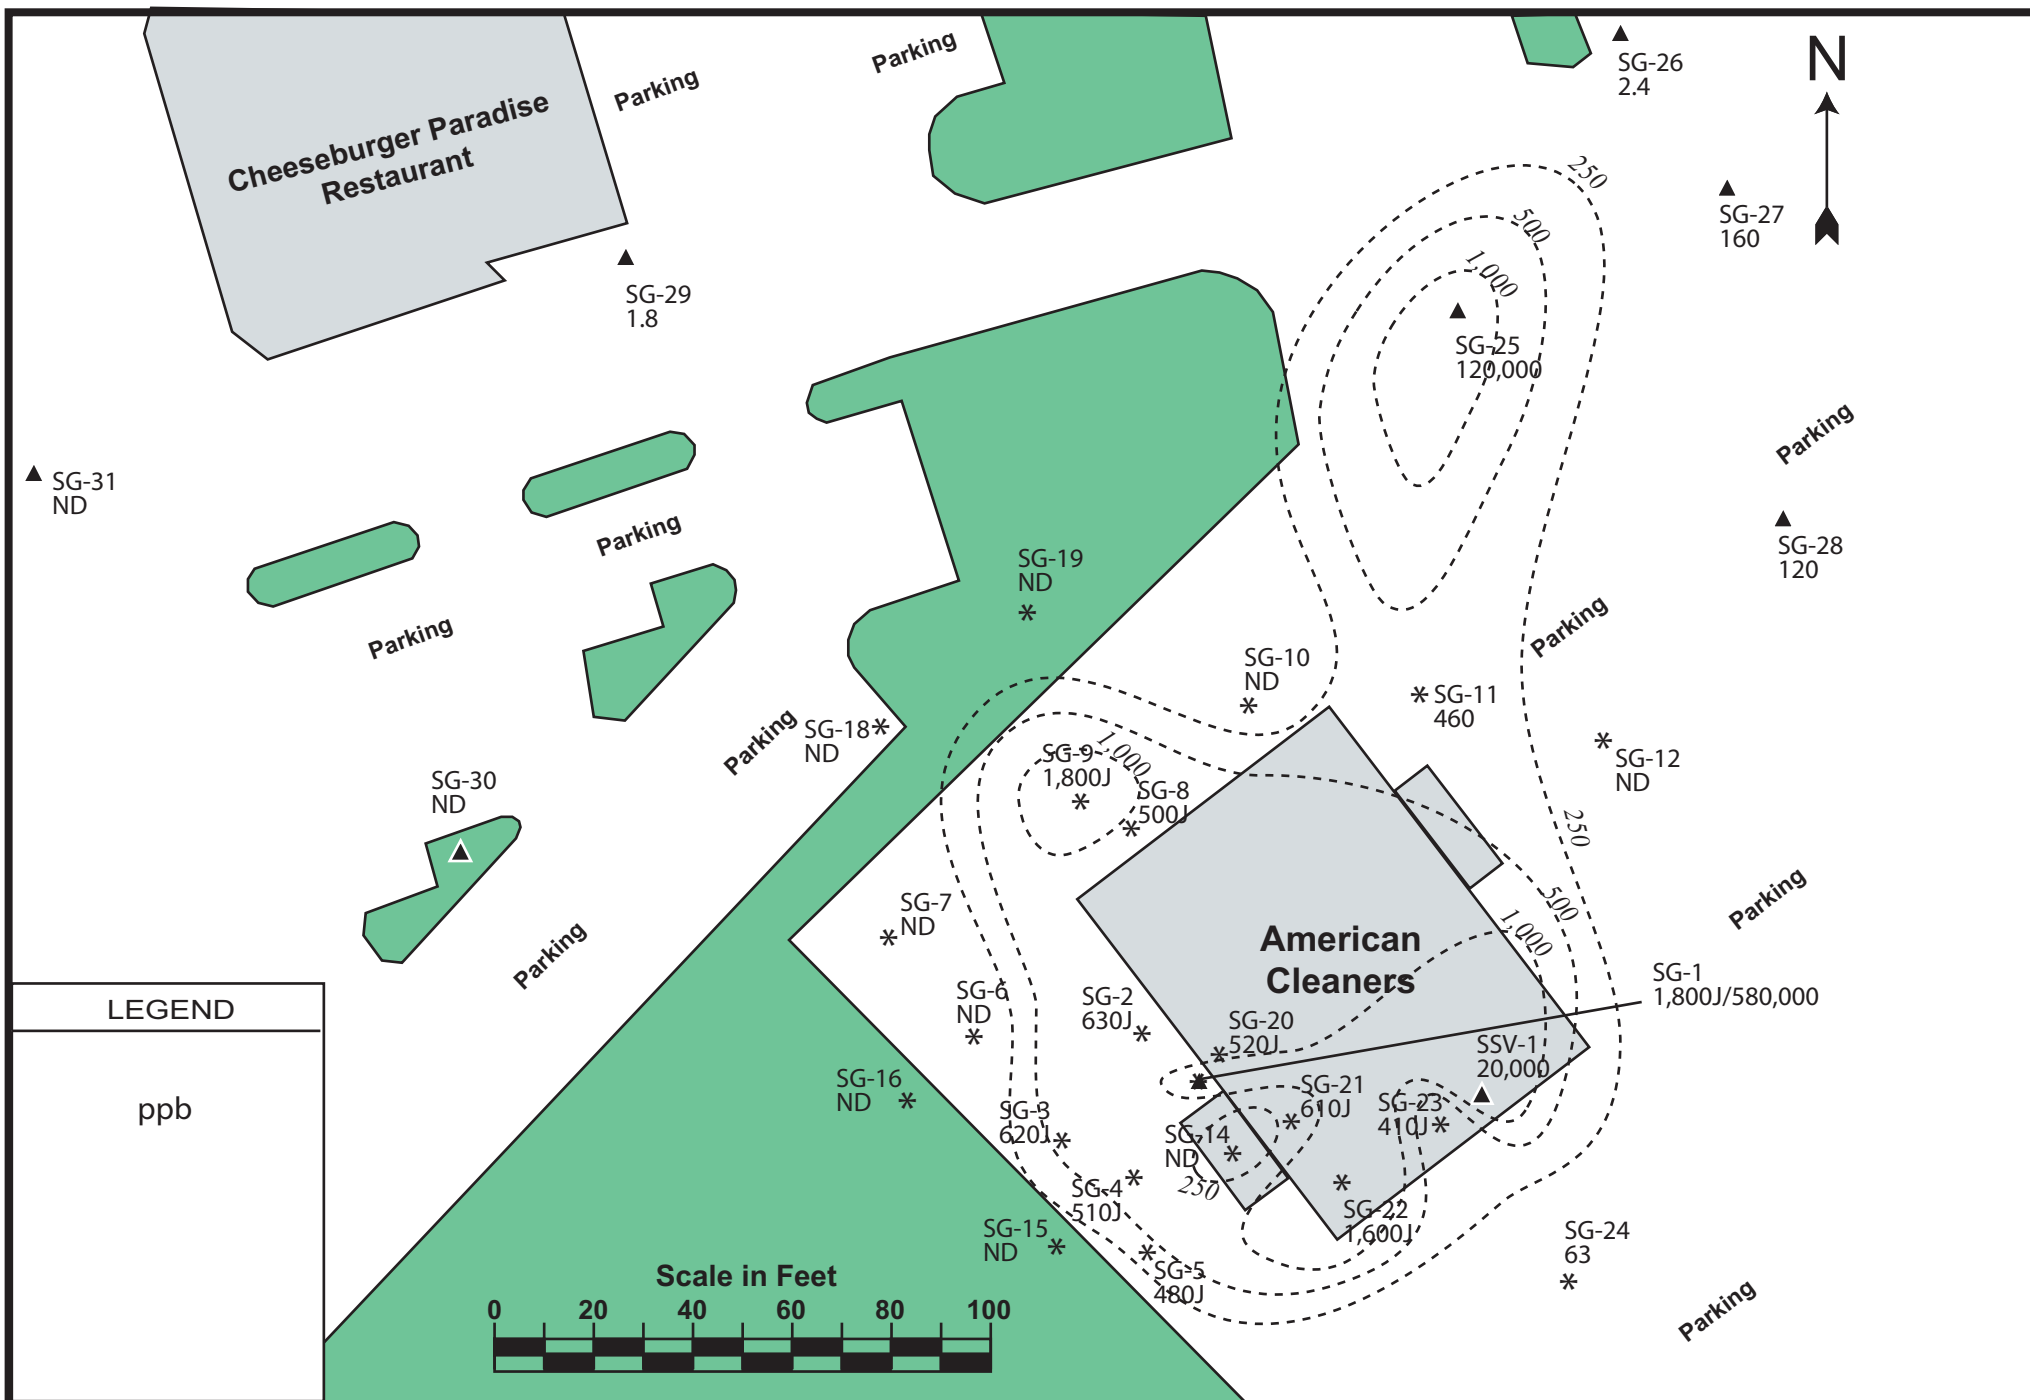 Parking
Parking
SG-26
2.4
N
Cheeseburger Paradise
Restaurant
250
SG-27
160
500
1,000
SG-29
1.8
SG-25
120,000
Parking
SG-31
ND
Parking
SG-28
120
SG-19
ND
Parking
Parking
SG-10
ND
SG-11
460
Parking
SG-18
ND
SG-12
ND
SG-9
1,800J
1,000
SG-8
500J
SG-30
ND
250
SG-7
ND
500
1,000
Parking
Parking
American
Cleaners
SG-1
1,800J/580,000
SG-6
ND
SG-2
630J
SG-20
520J
SSV-1
20,000
LEGEND
ppb
SG-16
ND
SG-3
620J
SG-21
610J
SG-23
410J
SG-14
ND
250
SG-4
510J
SG-22
1,600J
SG-15
ND
SG-5
480J
SG-24
63
Parking
Scale in Feet
0 20 40 60 80 100